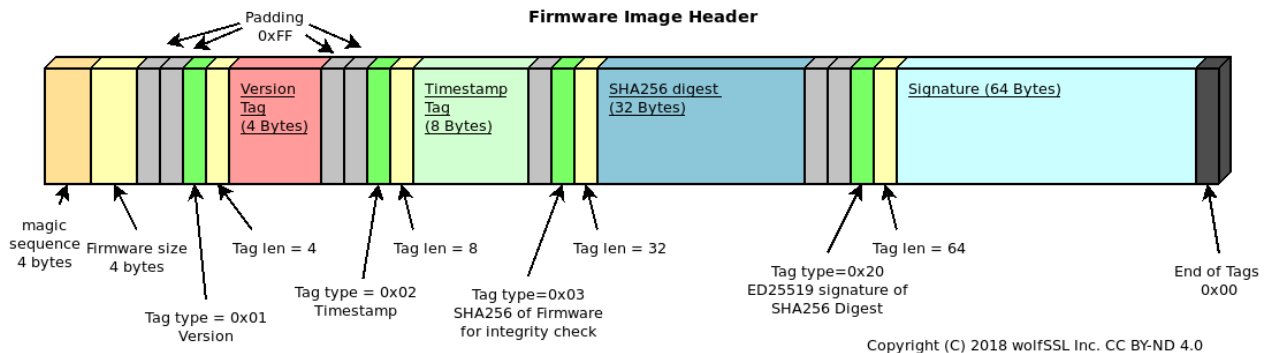 Firmware Image Header
Padding
0xFF
Version
Tag
(4 Bytes)
Timestamp
Tag
(8 Bytes)
SHA256 digest
(32 Bytes)
Signature (64 Bytes)
magic
sequence
4 bytes
Firmware size
4 bytes
Tag len = 4
Tag len = 8
Tag len = 32
Tag len = 64
Tag type = 0x01
Version
Tag type = 0x02
Timestamp
Tag type=0x03
SHA256 of Firmware
for integrity check
Tag type=0x20
ED25519 signature of
SHA256 Digest
End of Tags
0x00
Copyright (C) 2018 wolfSSL Inc. CC BY-ND 4.0